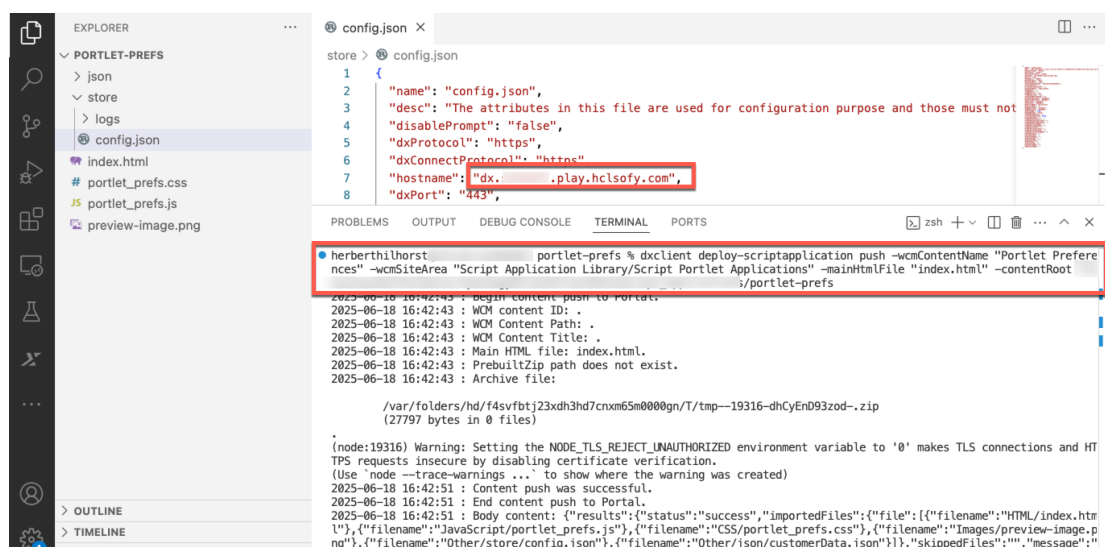 EXPLORER
PORTLET-PREFS
json
store
logs
config.json
index.html
# portlet_prefs.css
JS portlet_prefs.js
preview-image.png
OUTLINE
TIMELINE
config.json
store > config.json
1 {
2 "name": "config.json",
3 "desc": "The attributes in this file are used for configuration purpose and those must not
4 "disablePrompt": "false",
5 "dxProtocol": "https",
6 "dxConnectProtocol": "https"
7 "hostname": "dx. .play.hclsofy.com",
8 "dxPort": "443",
PROBLEMS OUTPUT DEBUG CONSOLE TERMINAL PORTS
zsh
herberthilhorst portlet-prefs % dxclient deploy-scriptapplication push -wcmContentName "Portlet Prefere
nces" -wcmSiteArea "Script Application Library/Script Portlet Applications" -mainHtmlFile "index.html" -contentRoot
s/portlet-prefs
2025-06-18 16:42:43 : Begin content push to Portal.
2025-06-18 16:42:43 : WCM content ID: .
2025-06-18 16:42:43 : WCM Content Path: .
2025-06-18 16:42:43 : WCM Content Title: .
2025-06-18 16:42:43 : Main HTML file: index.html.
2025-06-18 16:42:43 : PrebuiltZip path does not exist.
2025-06-18 16:42:43 : Archive file:
/var/folders/hd/f4svfbtj23xdh3hd7cnxm65m0000gn/T/tmp--19316-dhCyEnD93zod-.zip
(27797 bytes in 0 files)
.
(node:19316) Warning: Setting the NODE_TLS_REJECT_UNAUTHORIZED environment variable to '0' makes TLS connections and HT
TPS requests insecure by disabling certificate verification.
(Use `node --trace-warnings ...` to show where the warning was created)
2025-06-18 16:42:51 : Content push was successful.
2025-06-18 16:42:51 : End content push to Portal.
2025-06-18 16:42:51 : Body content: {"results":{"status":"success","importedFiles":{"file":[{"filename":"HTML/index.htm
l"},{"filename":"JavaScript/portlet_prefs.js"},{"filename":"CSS/portlet_prefs.css"},{"filename":"Images/preview-image.p
ng"},{"filename":"Other/store/config.json"},{"filename":"Other/json/customerData.json"}]},"skippedFiles":"","message":"